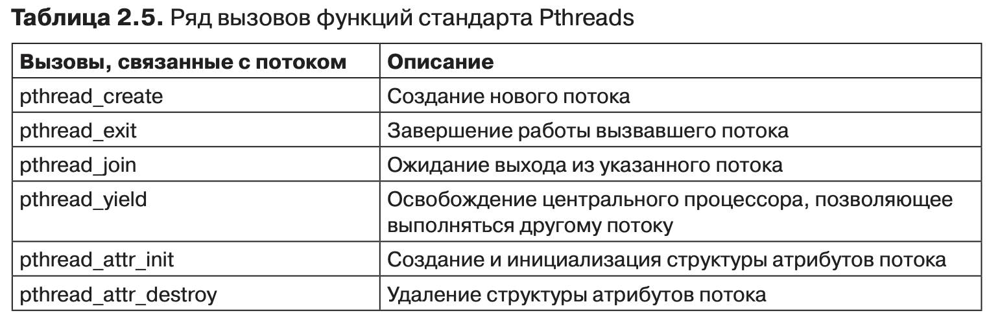 Таблица 2.5. Ряд вызовов функций стандарта Pthreads
Вызовы, связанные с потоком Описание
pthread_create Создание нового потока
pthread_exit Завершение работы вызвавшего потока
pthread_join Ожидание выхода из указанного потока
pthread_yield Освобождение центрального процессора, позволяющее
выполняться другому потоку
pthread_attr_init Создание и инициализация структуры атрибутов потока
pthread_attr_destroy Удаление структуры атрибутов потока